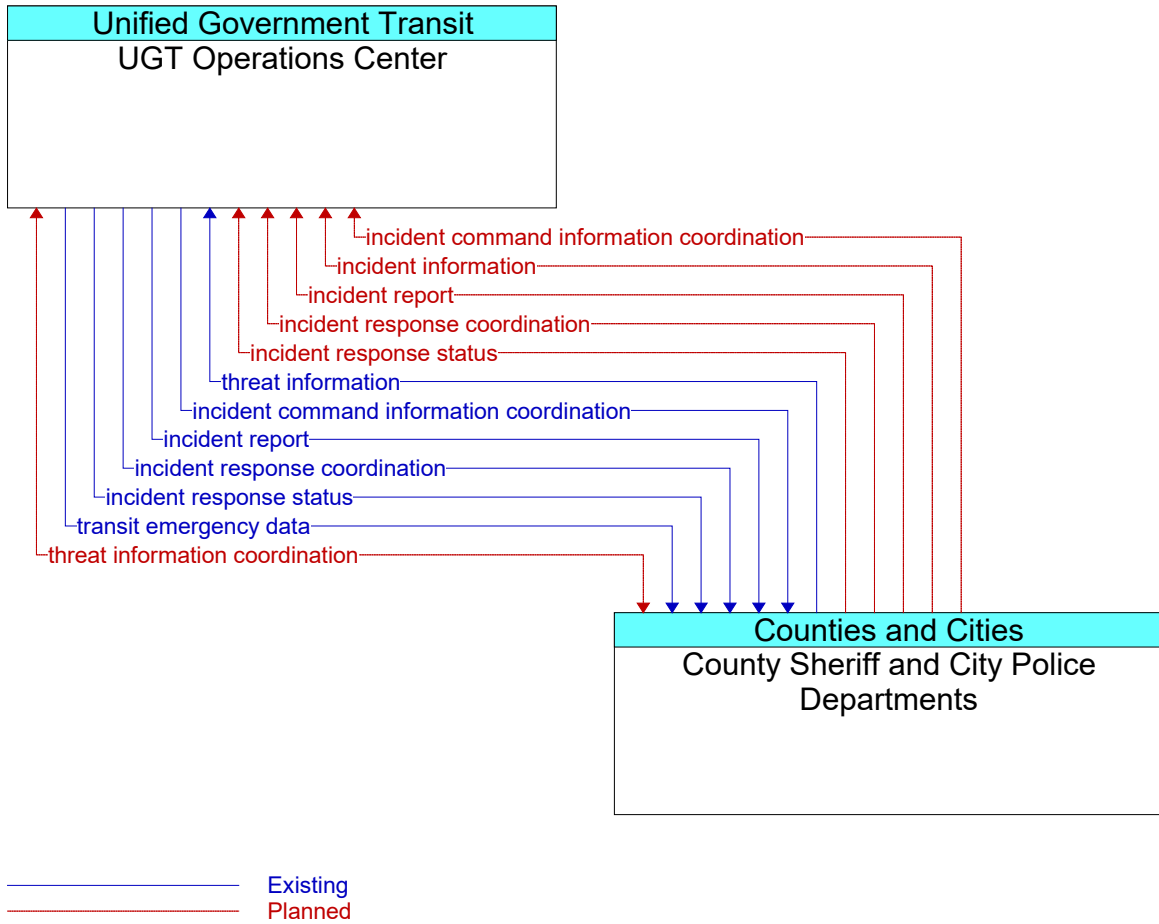 Unified Government Transit
UGT Operations Center
incident command information coordination
incident information
incident report
incident response coordination
incident response status
threat information
incident command information coordination
incident report
incident response coordination
incident response status
transit emergency data
threat information coordination
Counties and Cities
County Sheriff and City Police
Departments
Existing
Planned